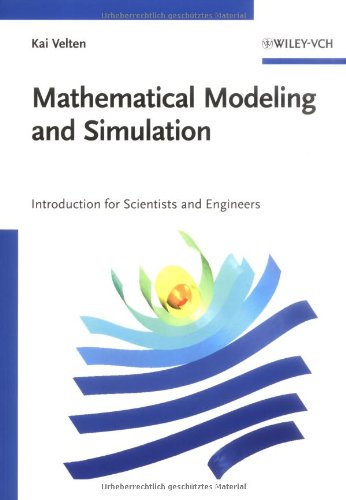 Urheberrechtlich geschütztes Material
Kai Velten
WILEY-VCH
Mathematical Modeling
and Simulation
Introduction for Scientists and Engineers
Urheberrechtlich geschütztes Material